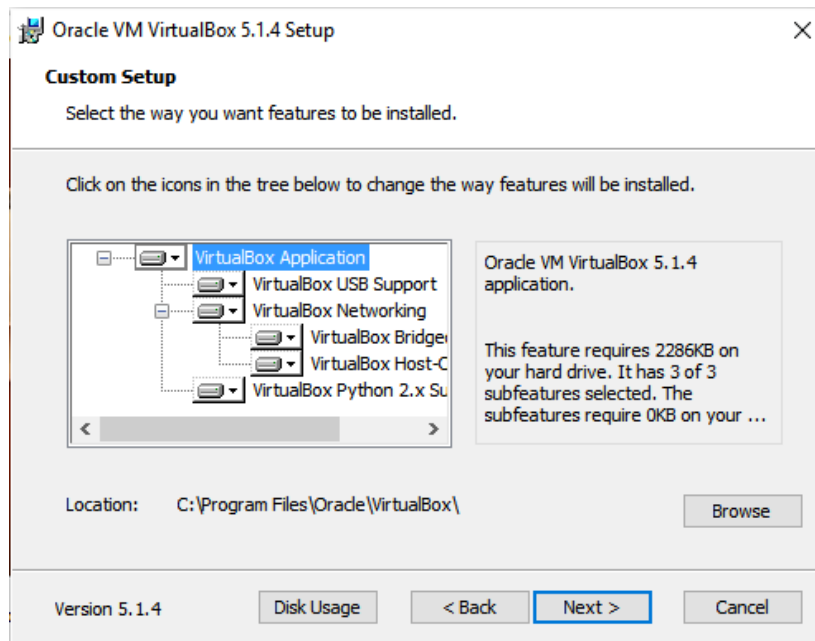 Oracle VM VirtualBox 5.1.4 Setup
Custom Setup
Select the way you want features to be installed.
Click on the icons in the tree below to change the way features will be installed.
VirtualBox Application
VirtualBox USB Support
VirtualBox Networking
VirtualBox Bridge
VirtualBox Host-C
VirtualBox Python 2.x Su
Oracle VM VirtualBox 5.1.4
application.
This feature requires 2286KB on
your hard drive. It has 3 of 3
subfeatures selected. The
subfeatures require 0KB on your ...
Location: C:\Program Files\Oracle\VirtualBox\
Browse
Version 5.1.4
Disk Usage
< Back
Next >
Cancel